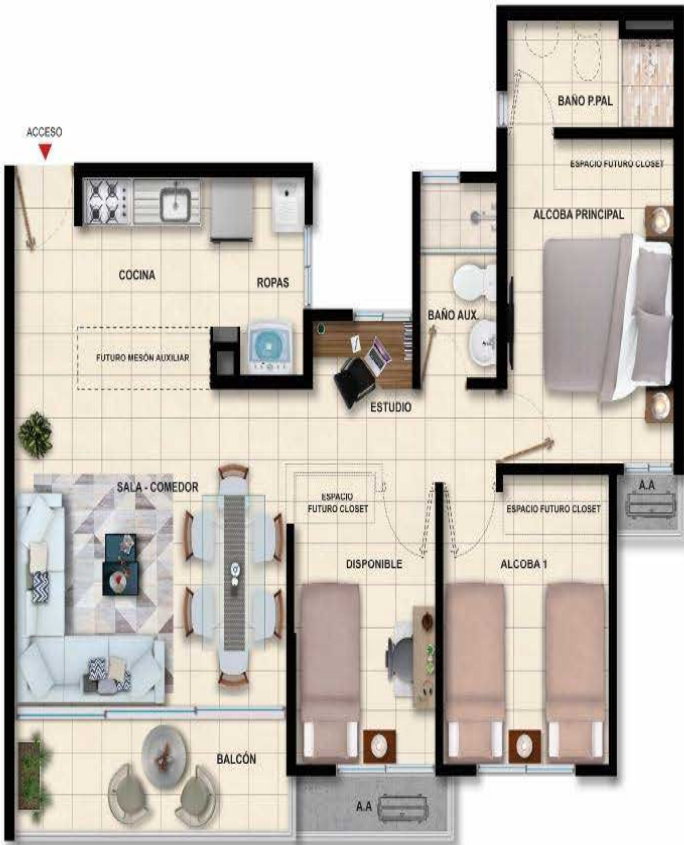 BAÑO P.PAL
ACCESO
ESPACIO FUTURO CLOSET
ALCOBA PRINCIPAL
COCINA
ROPAS
BAÑO AUX.
FUTURO MESÓN AUXILIAR
ESTUDIO
SALA - COMEDOR
ESPACIO
FUTURO CLOSET
ESPACIO FUTURO CLOSET
A.A
DISPONIBLE
ALCOBA 1
BALCÓN
A.A